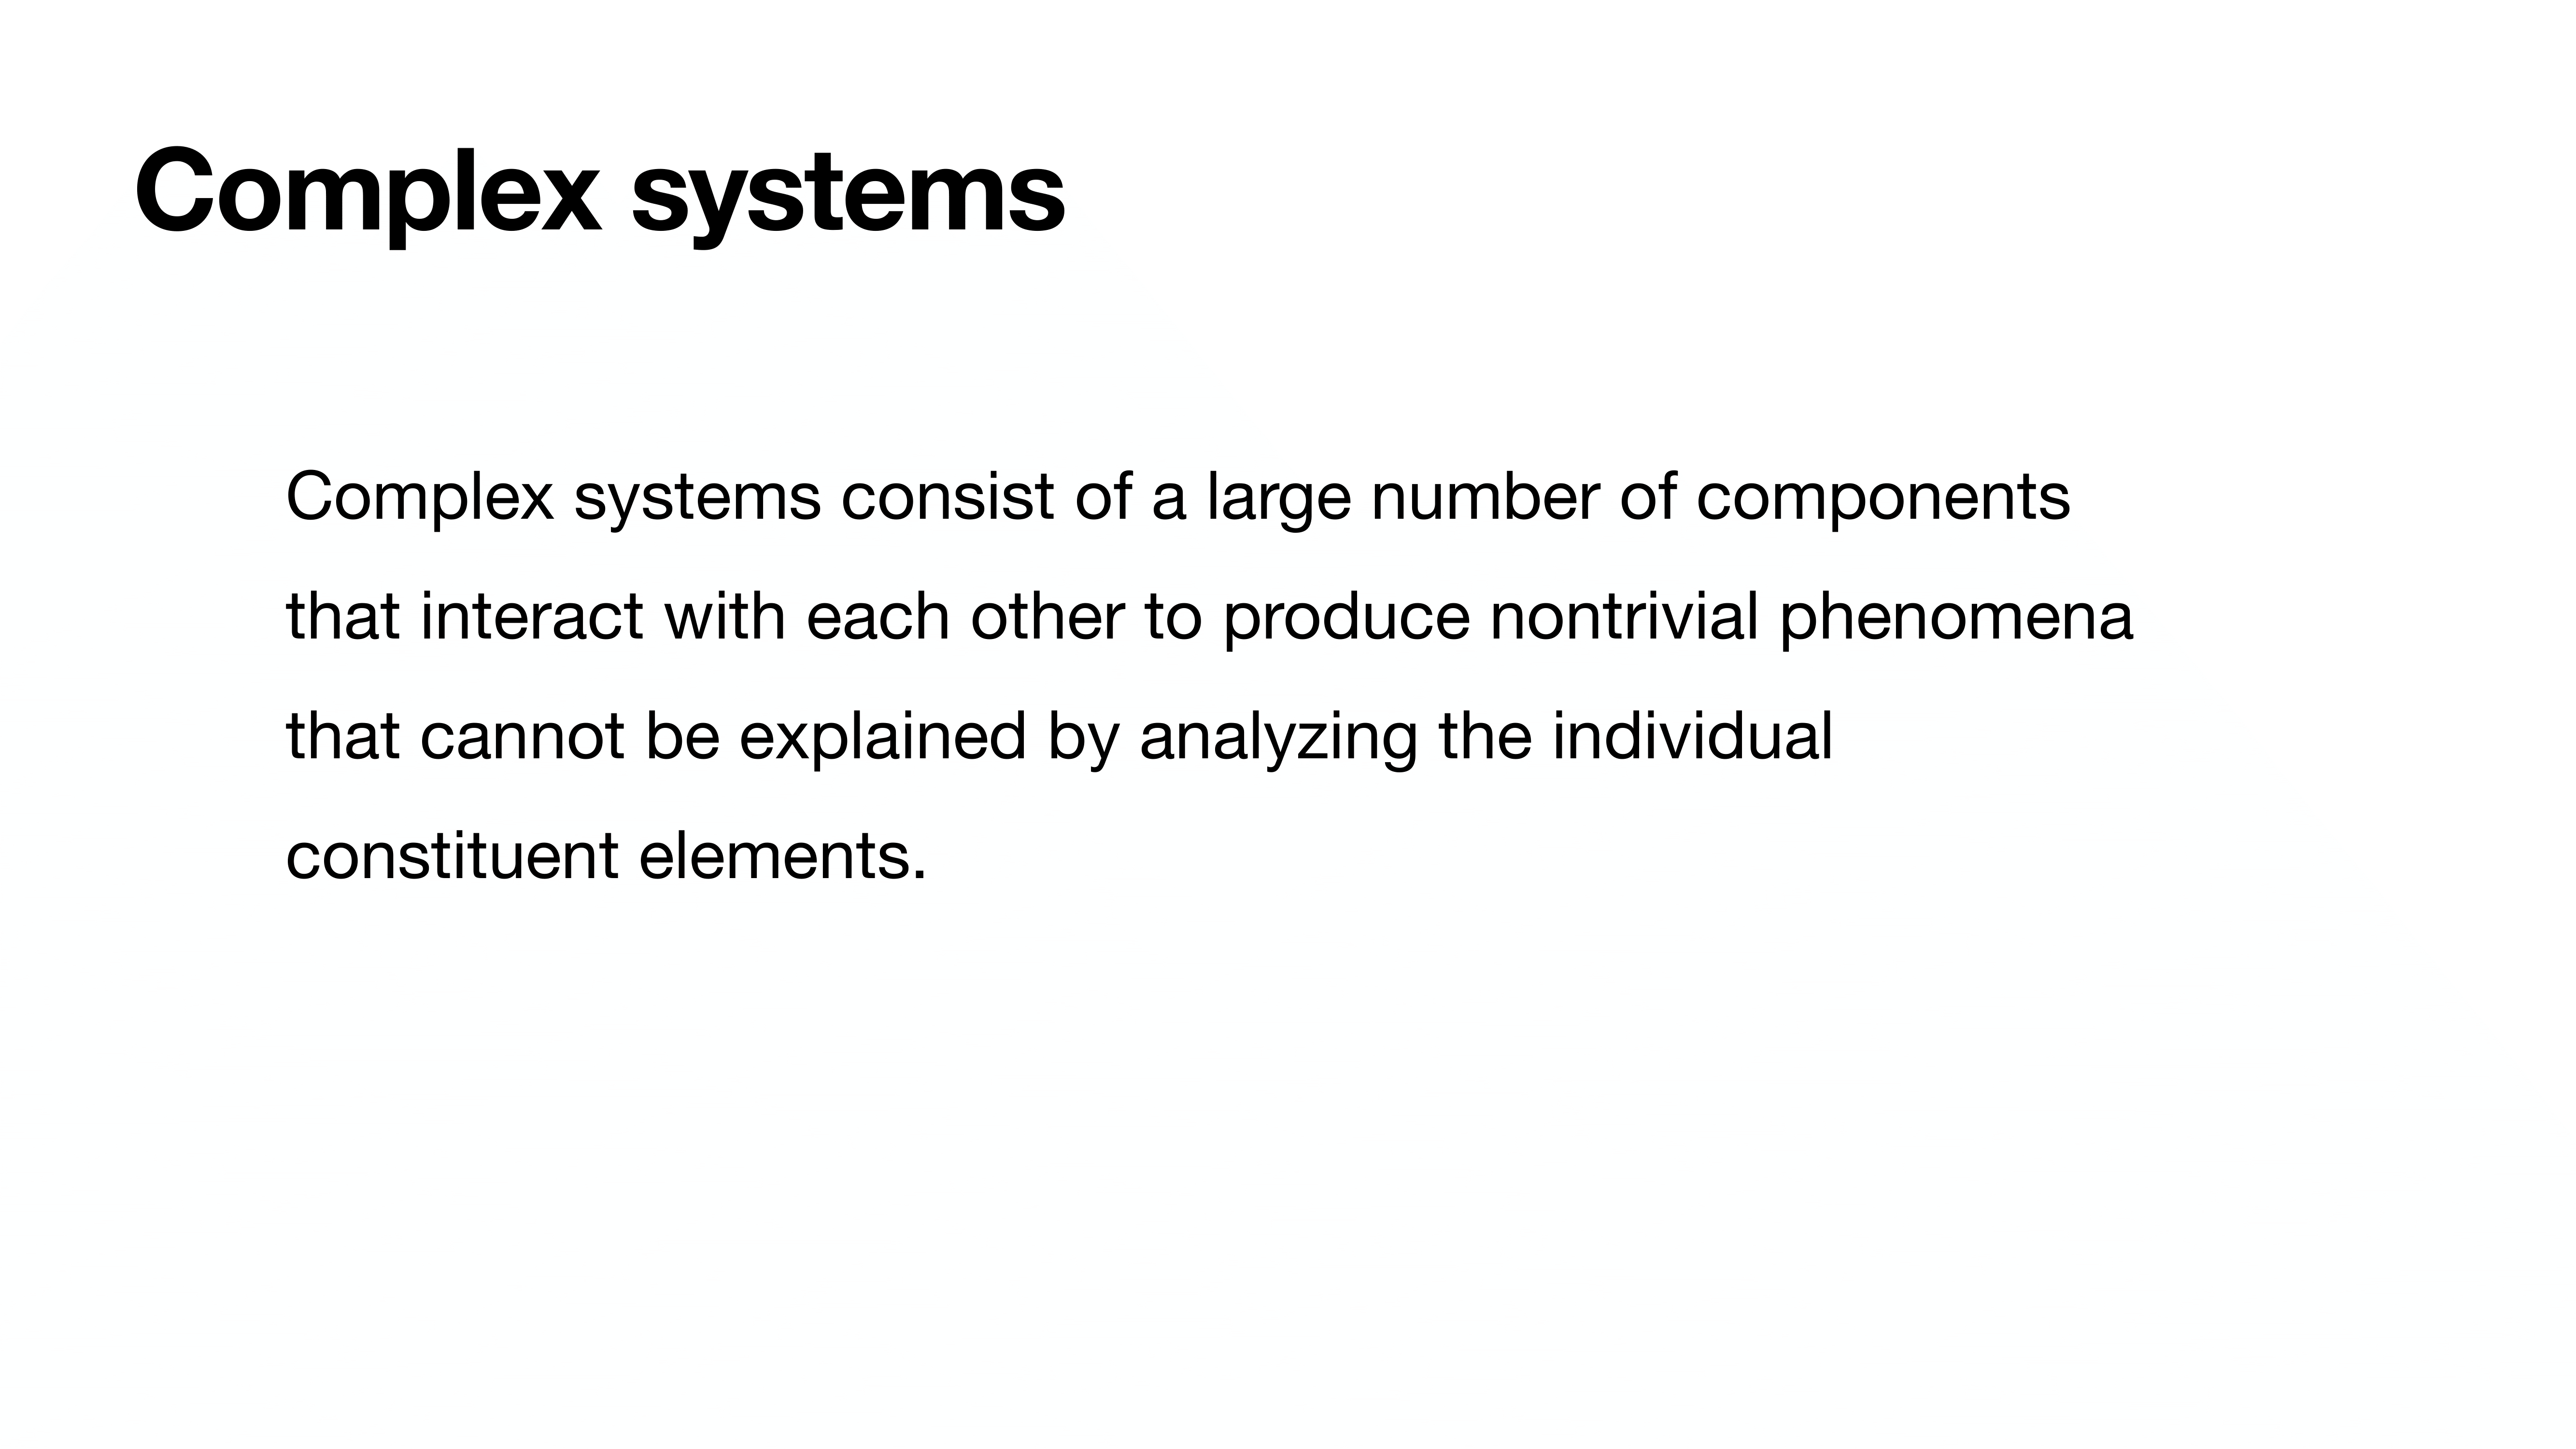 Complex systems
Complex systems consist of a large number of components
that interact with each other to produce nontrivial phenomena
that cannot be explained by analyzing the individual
constituent elements.